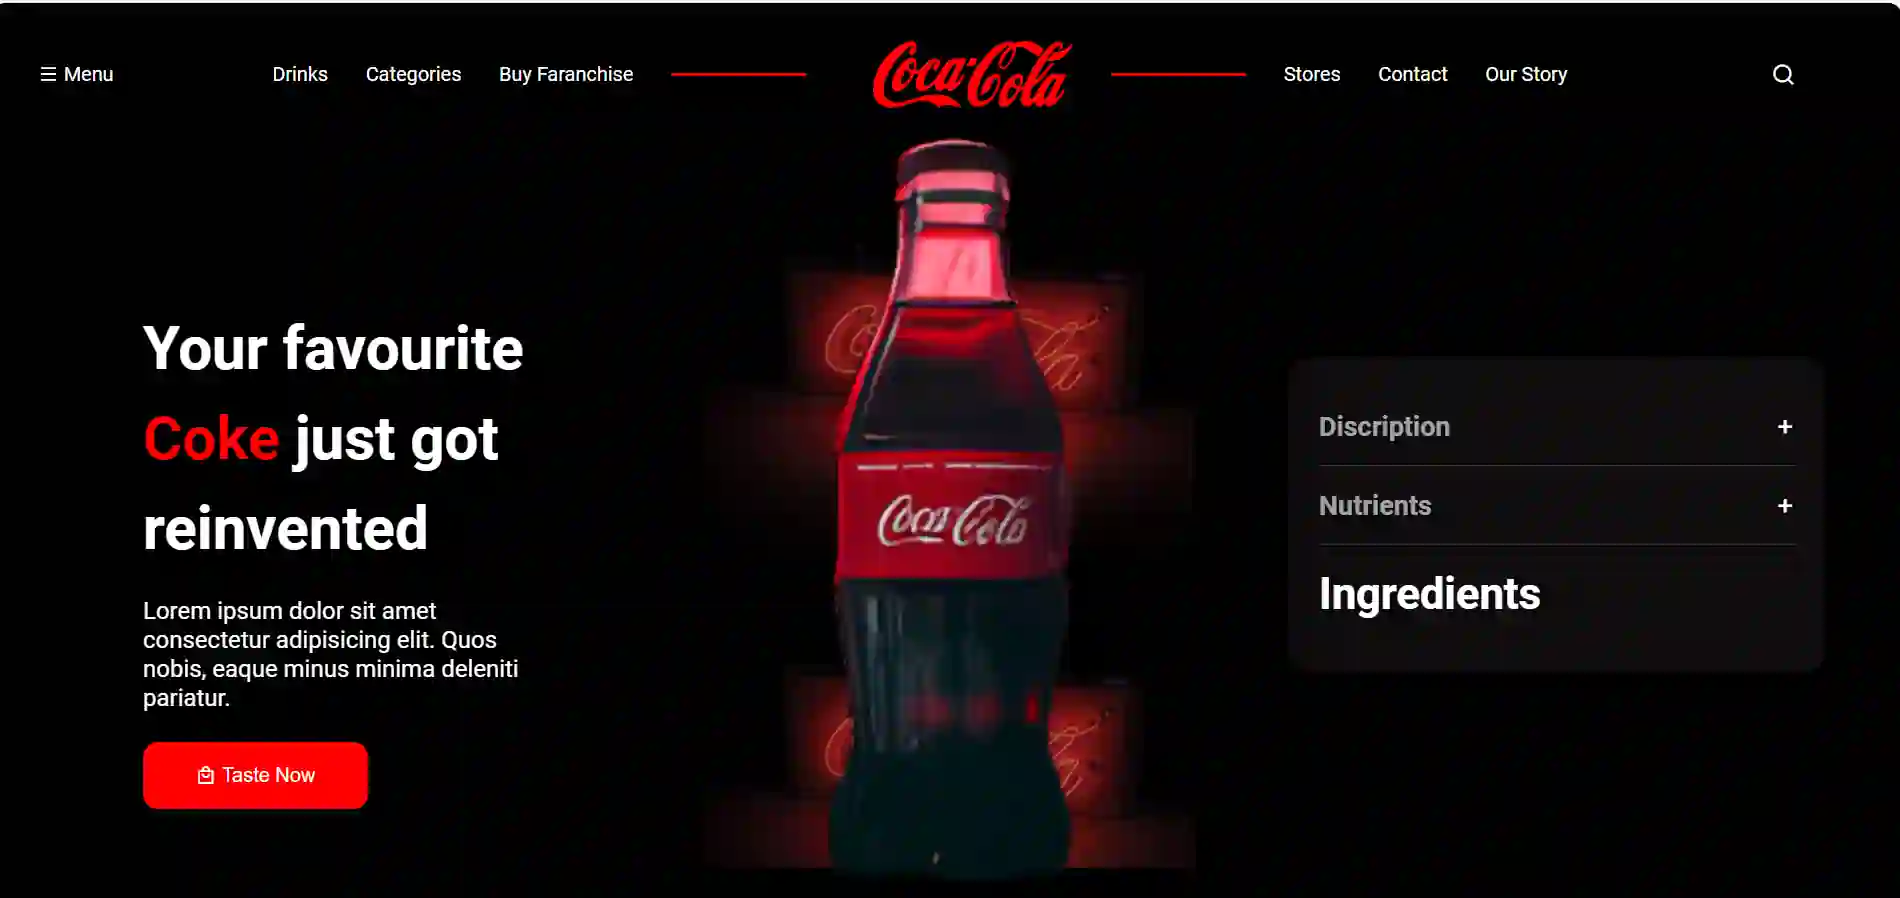 Menu
Drinks
Categories
Buy Faranchise
Coca-Cola
Stores
Contact
Our Story
Your favourite
Coke just got
reinvented
Lorem ipsum dolor sit amet
consectetur adipisicing elit. Quos
nobis, eaque minus minima deleniti
pariatur.
Taste Now
Coca-Cola
Discription +
Nutrients +
Ingredients